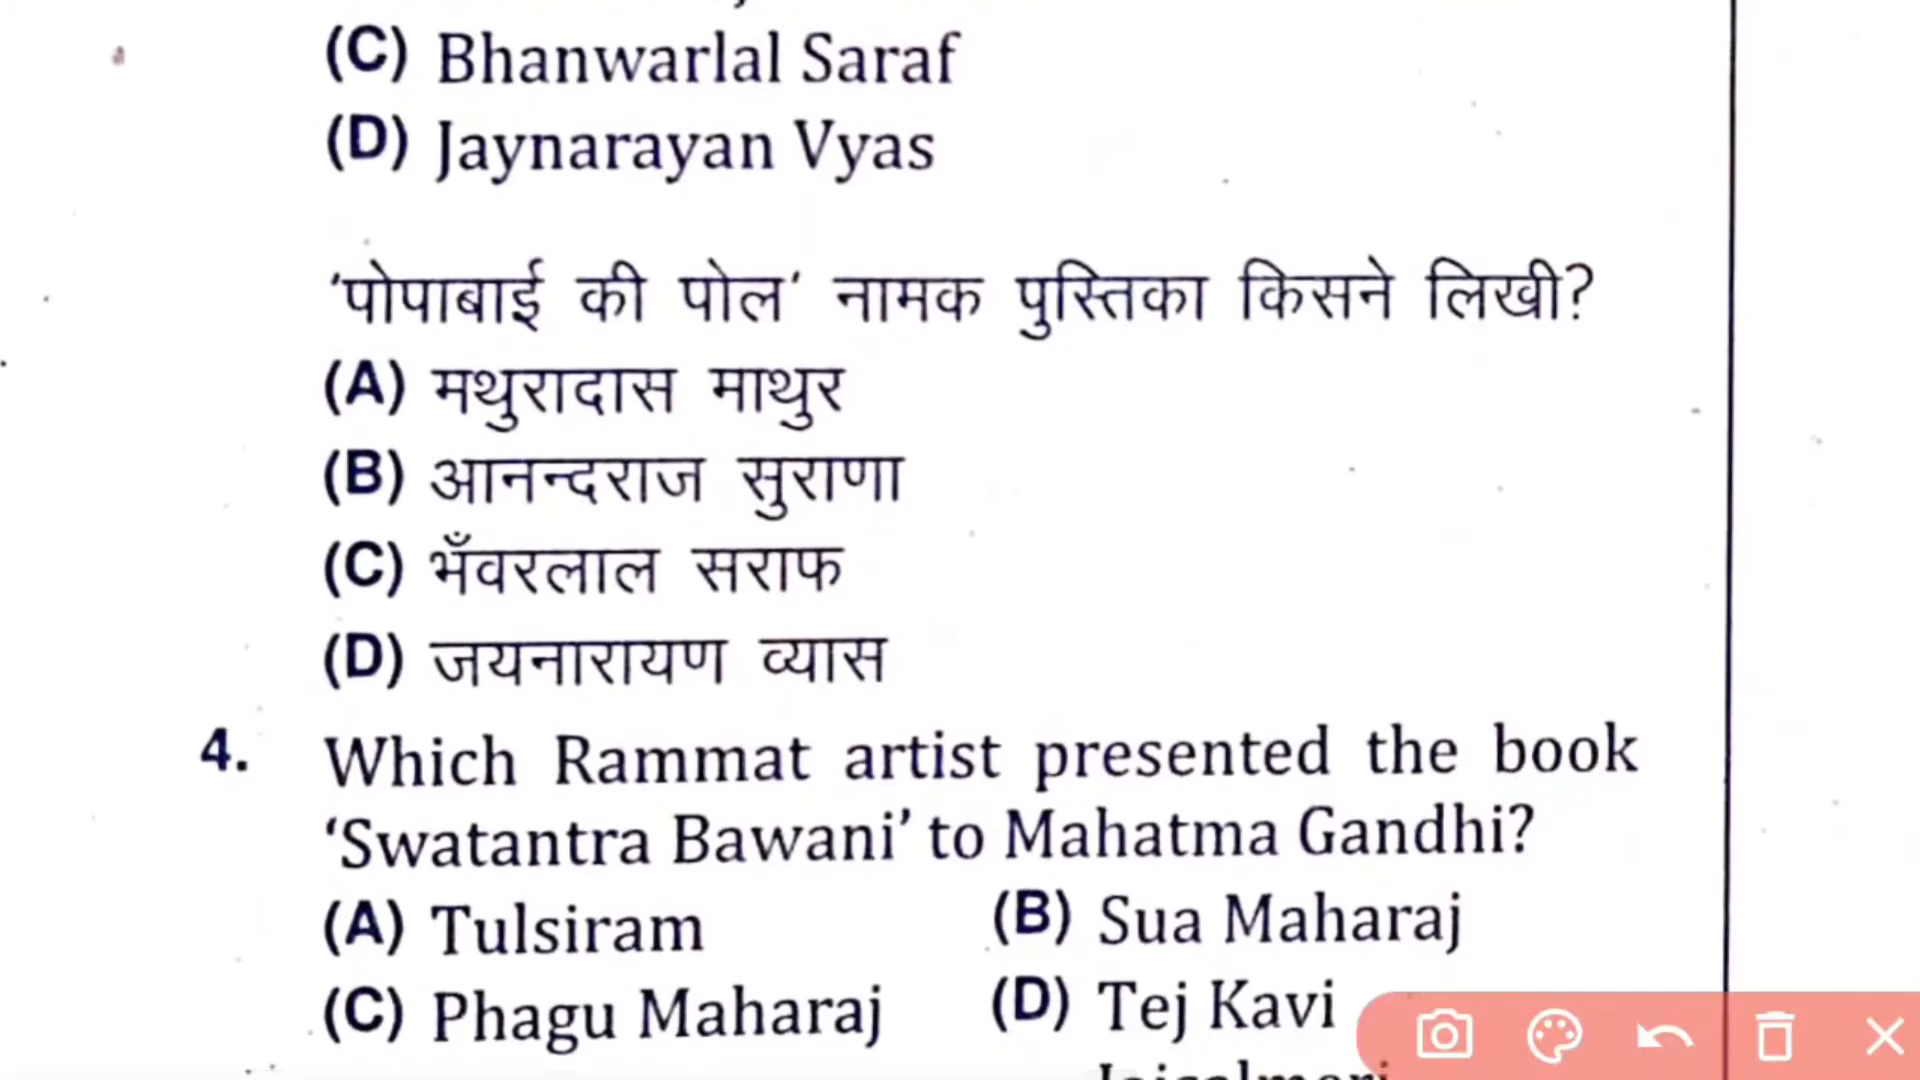 (C) Bhanwarlal Saraf
(D) Jaynarayan Vyas
'पोपाबाई की पोल' नामक पुस्तिका किसने लिखी?
(A) मथुरादास माथुर
(B) आनन्दराज सुराणा
(C) भँवरलाल सराफ
(D) जयनारायण व्यास
4. Which Rammat artist presented the book
'Swatantra Bawani' to Mahatma Gandhi?
(A) Tulsiram (B) Sua Maharaj
(C) Phagu Maharaj (D) Tej Kavi